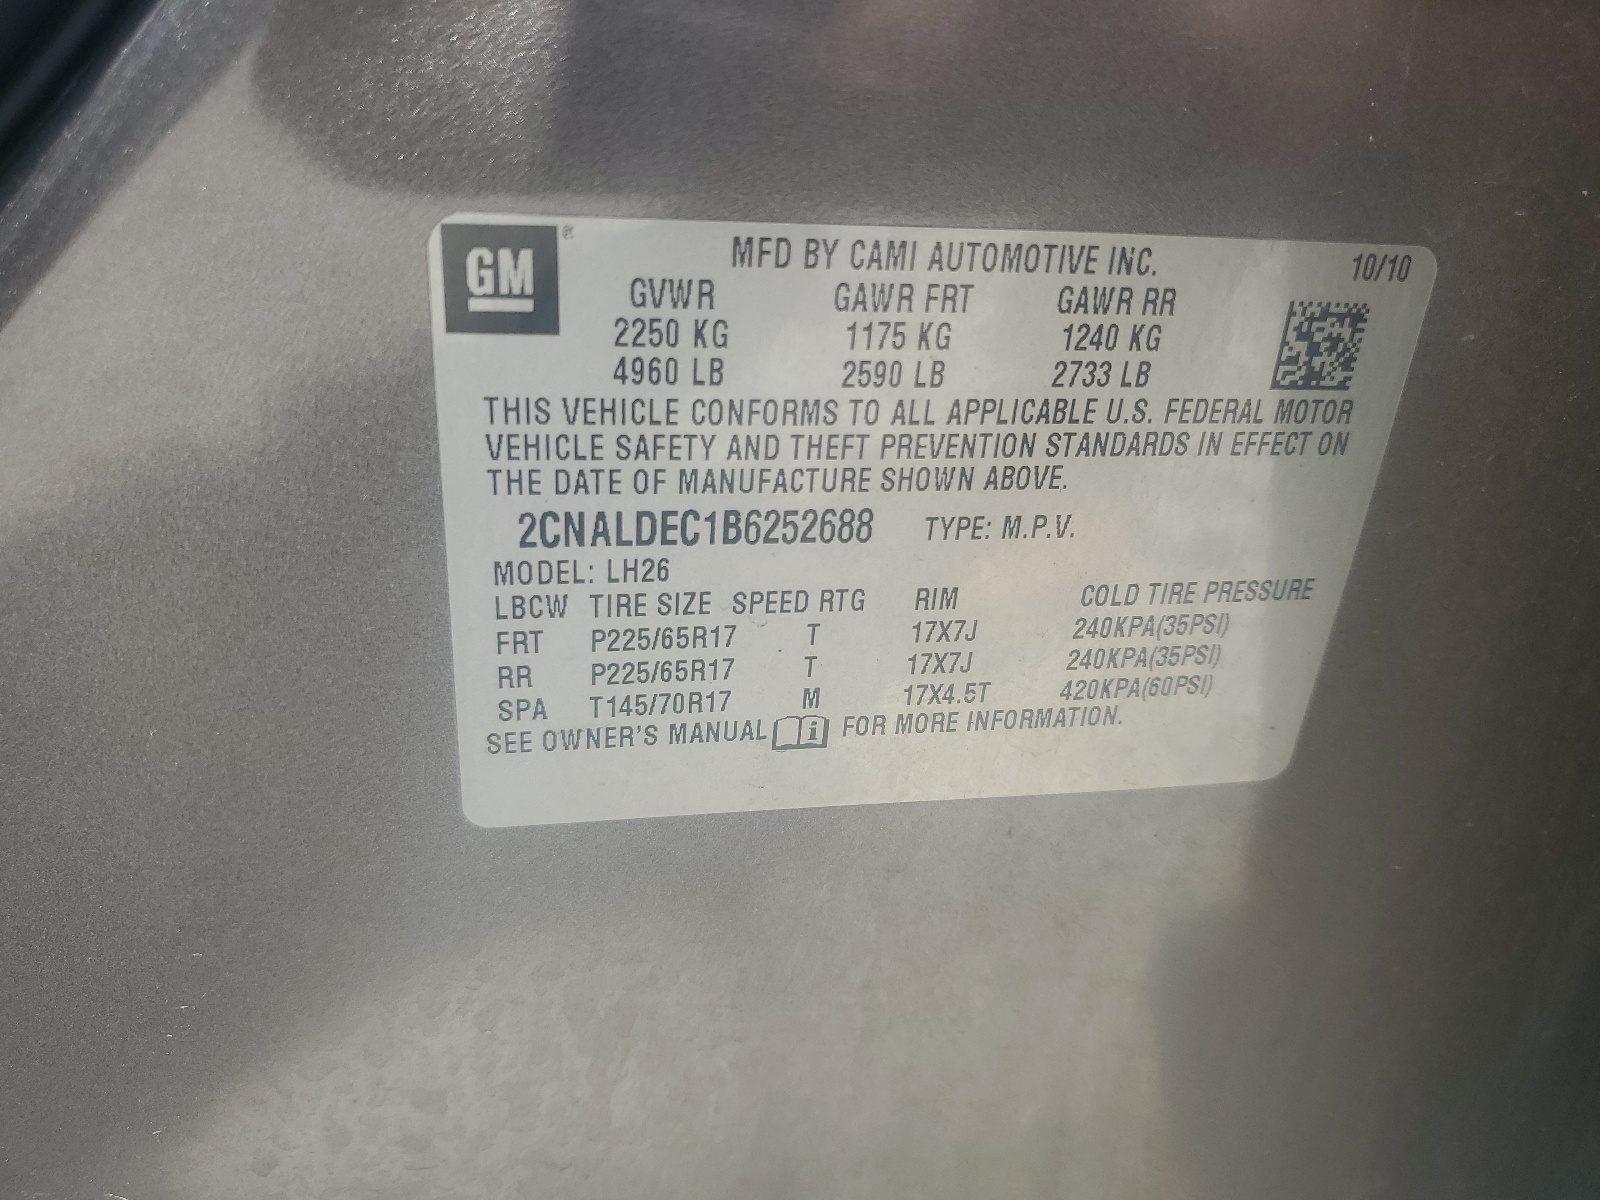 GM ®
MFD BY CAMI AUTOMOTIVE INC. 10/10
GVWR GAWR FRT GAWR RR
2250 KG 1175 KG 1240 KG
4960 LB 2590 LB 2733 LB
THIS VEHICLE CONFORMS TO ALL APPLICABLE U.S. FEDERAL MOTOR
VEHICLE SAFETY AND THEFT PREVENTION STANDARDS IN EFFECT ON
THE DATE OF MANUFACTURE SHOWN ABOVE.
2CNALDEC1B6252688 TYPE: M.P.V.
MODEL: LH26
LBCW TIRE SIZE SPEED RTG RIM COLD TIRE PRESSURE
FRT P225/65R17 T 17X7J 240KPA(35PSI)
RR P225/65R17 T 17X7J 240KPA(35PSI)
SPA T145/70R17 M 17X4.5T 420KPA(60PSI)
SEE OWNER'S MANUAL i FOR MORE INFORMATION.